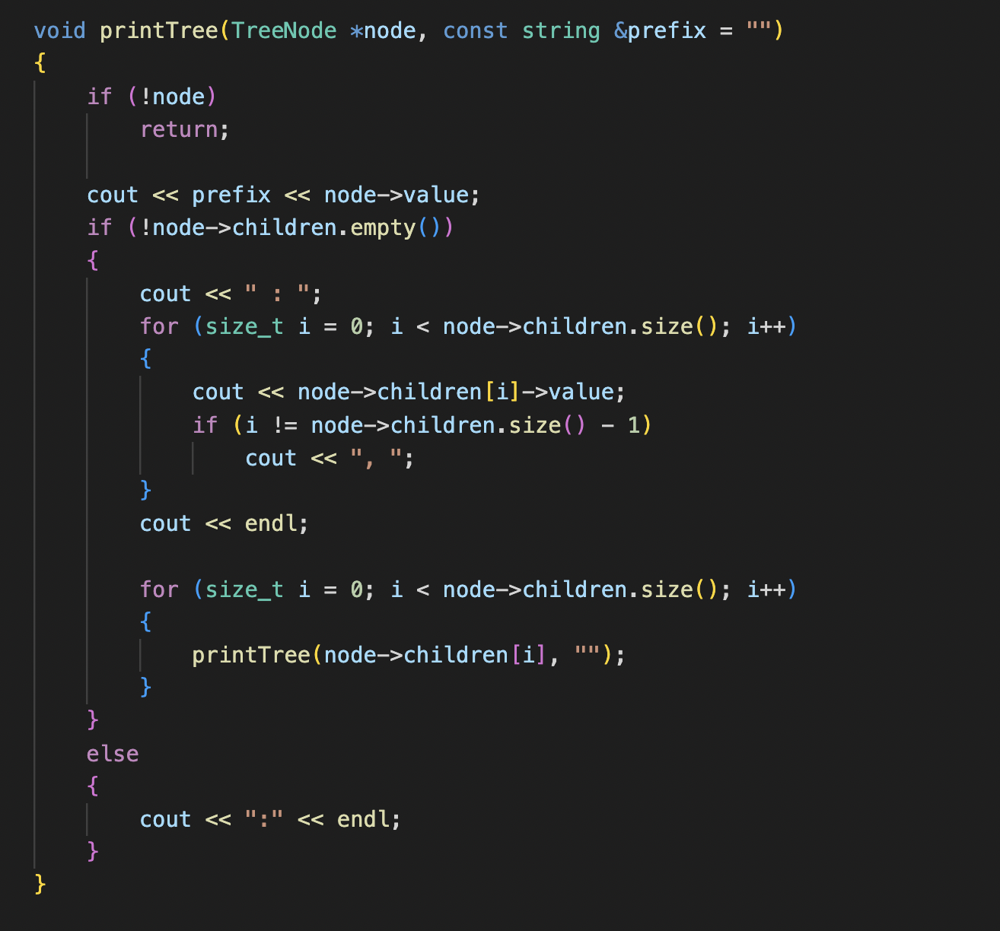 void printTree(TreeNode *node, const string &prefix = "")
{
    if (!node)
        return;

    cout << prefix << node->value;
    if (!node->children.empty())
    {
        cout << " : ";
        for (size_t i = 0; i < node->children.size(); i++)
        {
            cout << node->children[i]->value;
            if (i != node->children.size() - 1)
                cout << ", ";
        }
        cout << endl;

        for (size_t i = 0; i < node->children.size(); i++)
        {
            printTree(node->children[i], "");
        }
    }
    else
    {
        cout << ":" << endl;
    }
}